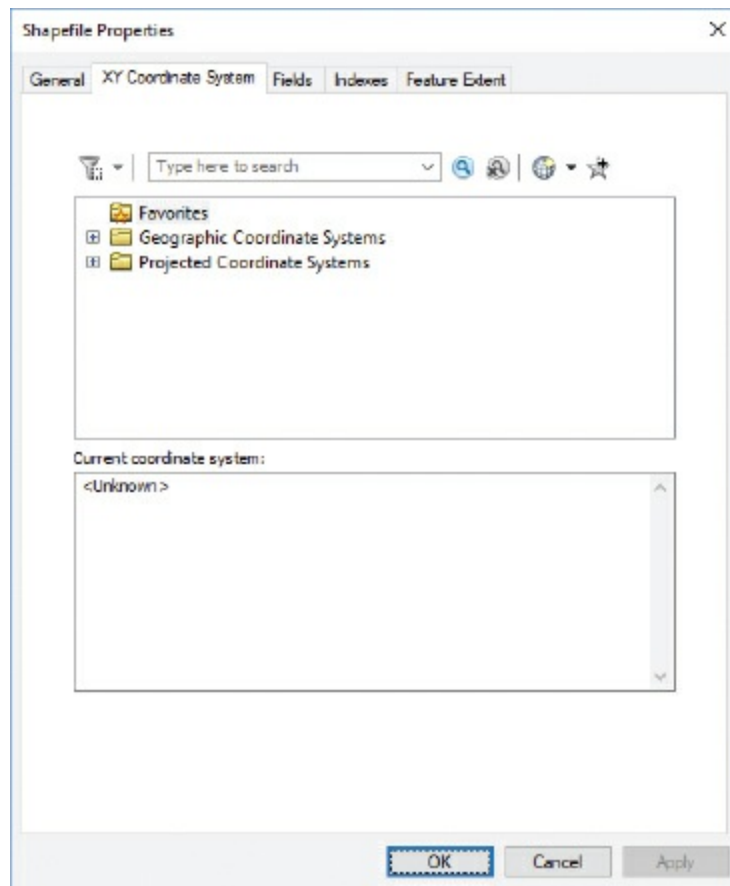 Shapefile Properties
General XY Coordinate System Fields Indexes Feature Extent
Type here to search
Favorites
Geographic Coordinate Systems
Projected Coordinate Systems
Current coordinate system:
<Unknown>
OK Cancel Apply